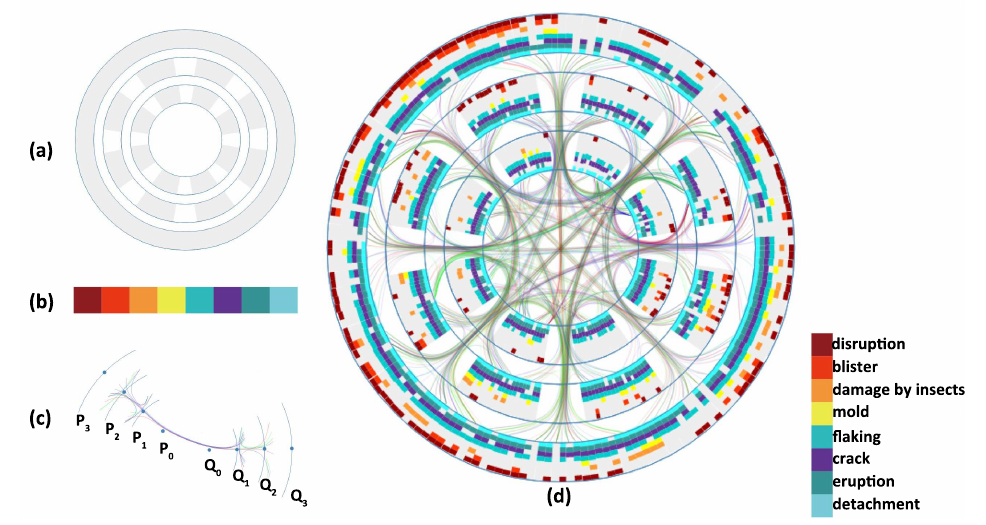 (a)
(b)
(c)
P3
P2
P1
P0
Q0
Q1
Q2
Q3
(d)
disruption
blister
damage by insects
mold
flaking
crack
eruption
detachment